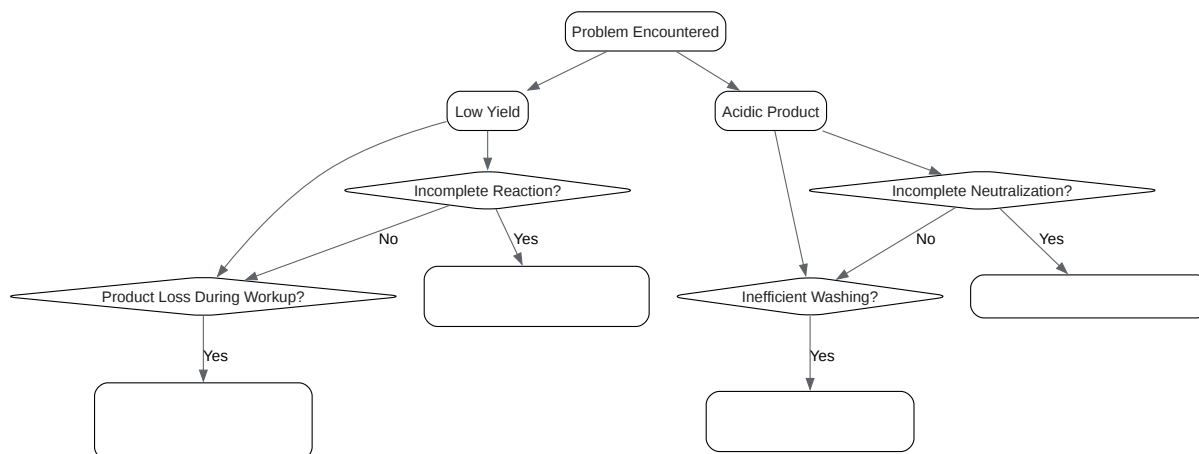 Problem Encountered
Low Yield
Acidic Product
Incomplete Reaction?
Incomplete Neutralization?
No
Yes
No
Yes
Product Loss During Workup?
Inefficient Washing?
Yes
Yes